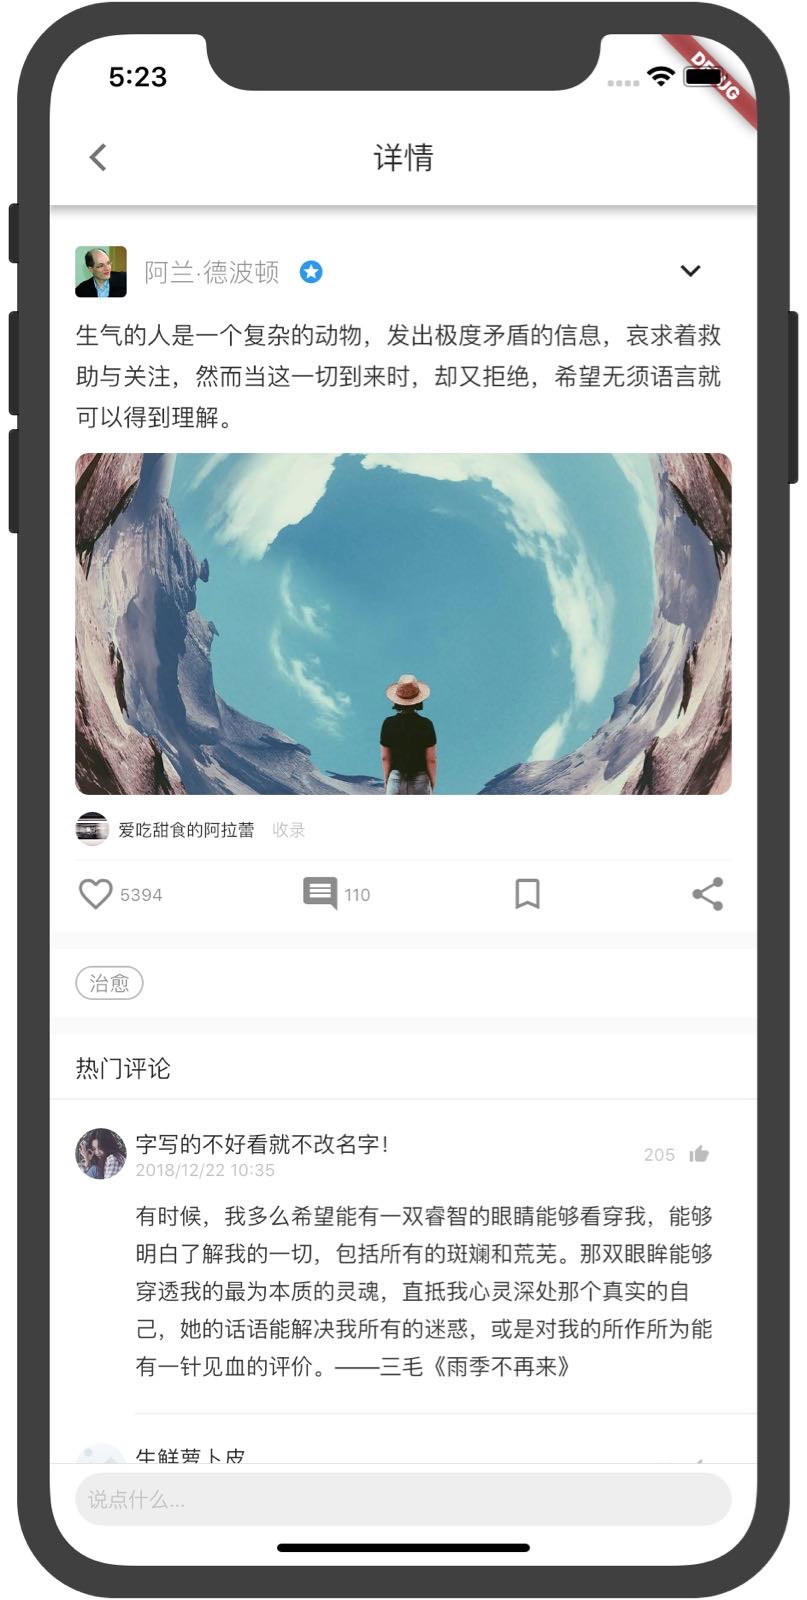 5:23
DEBUG
详情
阿兰·德波顿
生气的人是一个复杂的动物，发出极度矛盾的信息，哀求着救
助与关注，然而当这一切到来时，却又拒绝，希望无须语言就
可以得到理解。
爱吃甜食的阿拉蕾 收录
5394 110
治愈
热门评论
字写的不好看就不改名字！
205
2018/12/22 10:35
有时候，我多么希望能有一双睿智的眼睛能够看穿我，能够
明白了解我的一切，包括所有的斑斓和荒芜。那双眼眸能够
穿透我的最为本质的灵魂，直抵我心灵深处那个真实的自
己，她的话语能解决我所有的迷惑，或是对我的所作所为能
有一针见血的评价。——三毛《雨季不再来》
生鲜萝卜皮
说点什么...